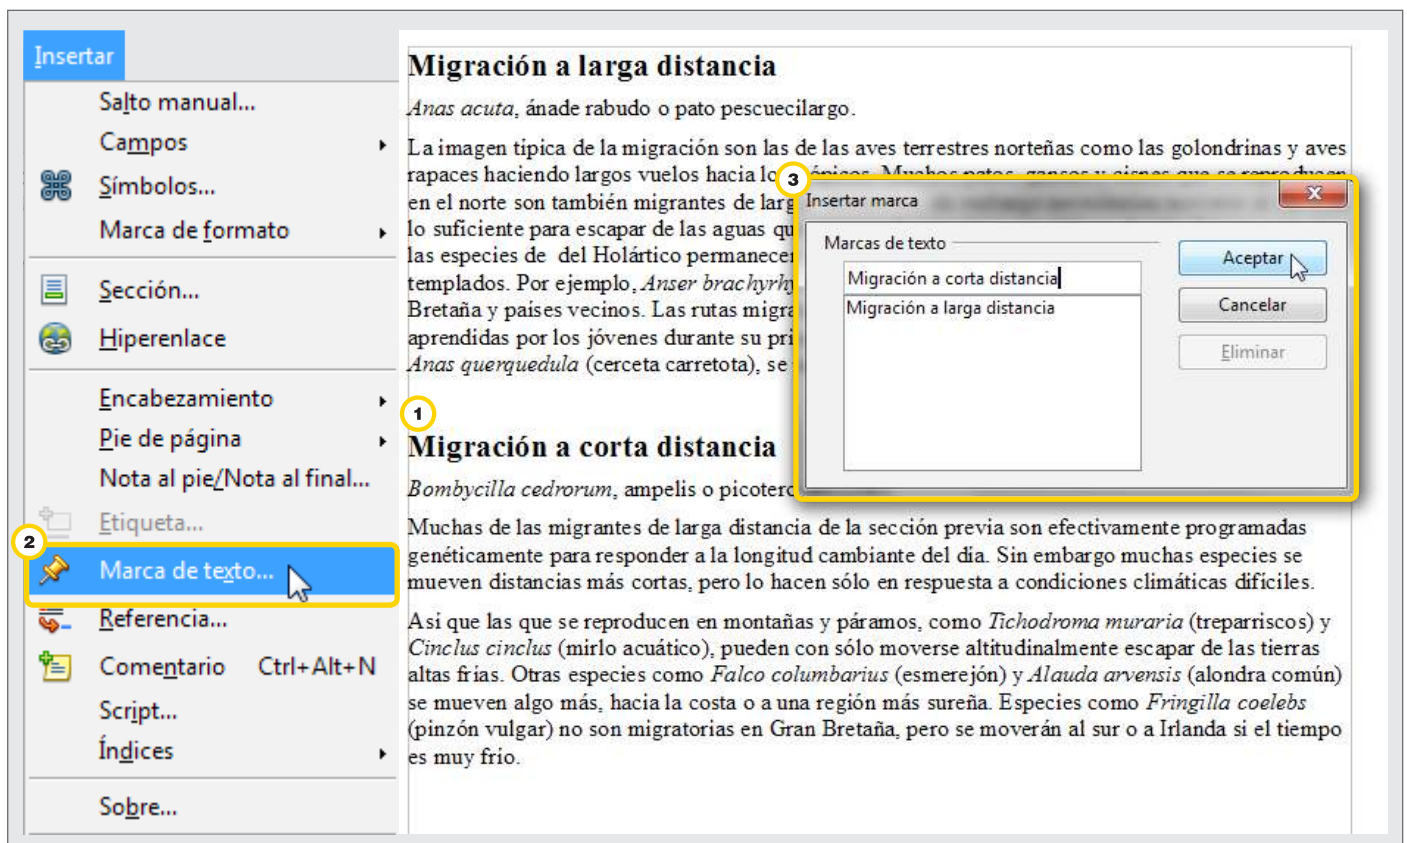 Insertar
Salto manual...
Campos
Símbolos...
Marca de formato
Sección...
Hiperenlace
Encabezamiento
Pie de página
Nota al pie/Nota al final...
Etiqueta...
2
Marca de texto...
Referencia...
Comentario Ctrl+Alt+N
Script...
Índices
Sobre...
Migración a larga distancia
Anas acuta, ánade rabudo o pato pescuecilargo.
La imagen típica de la migración son las de las aves terrestres norteñas como las golondrinas y aves
rapaces haciendo largos vuelos hacia los trópicos. Muchos patos, gansos y cisnes que se reproducen
en el norte son también migrantes de larg
lo suficiente para escapar de las aguas qu
las especies de del Holártico permanecen
templados. Por ejemplo, Anser brachyrhy
Bretaña y países vecinos. Las rutas migra
aprendidas por los jóvenes durante su pri
Anas querquedula (cerceta carretota), se
3
Insertar marca
Marcas de texto
Migración a corta distancia
Migración a larga distancia
Aceptar
Cancelar
Eliminar
1
Migración a corta distancia
Bombycilla cedrorum, ampelis o picotero
Muchas de las migrantes de larga distancia de la sección previa son efectivamente programadas
genéticamente para responder a la longitud cambiante del día. Sin embargo muchas especies se
mueven distancias más cortas, pero lo hacen sólo en respuesta a condiciones climáticas difíciles.
Así que las que se reproducen en montañas y páramos, como Tichodroma muraria (treparriscos) y
Cinclus cinclus (mirlo acuático), pueden con sólo moverse altitudinalmente escapar de las tierras
altas frías. Otras especies como Falco columbarius (esmerejón) y Alauda arvensis (alondra común)
se mueven algo más, hacia la costa o a una región más sureña. Especies como Fringilla coelebs
(pinzón vulgar) no son migratorias en Gran Bretaña, pero se moverán al sur o a Irlanda si el tiempo
es muy frío.